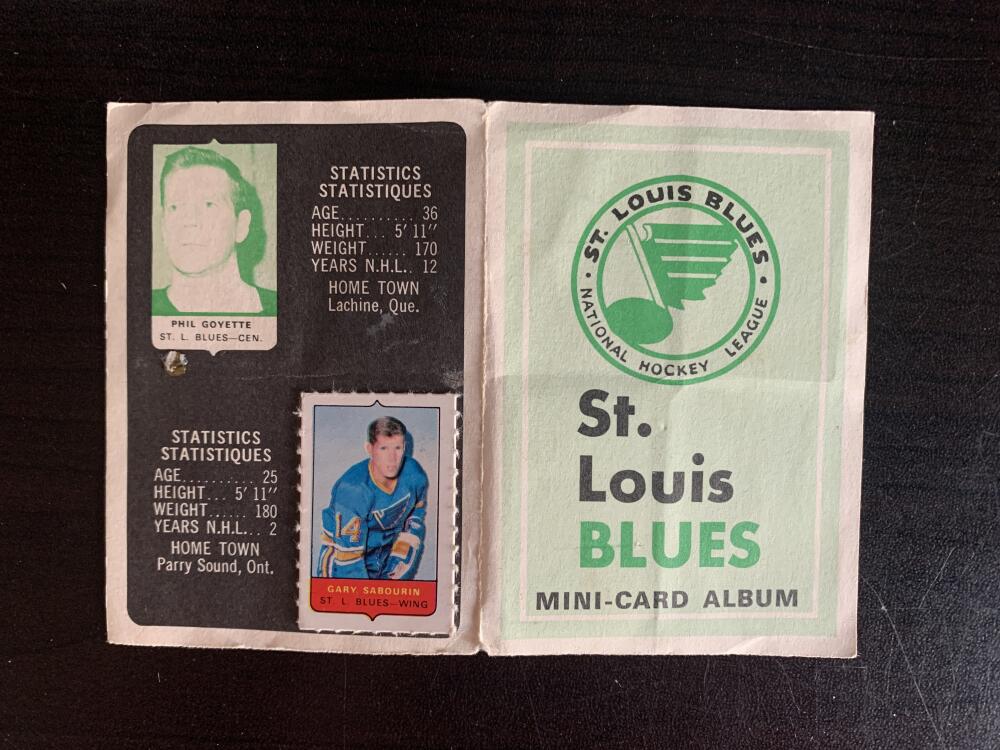 STATISTICS
STATISTIQUES
AGE.......... 36
HEIGHT... 5' 11"
WEIGHT...... 170
YEARS N.H.L.. 12
HOME TOWN
Lachine, Que.
PHIL GOYETTE
ST. L. BLUES—CEN.
STATISTICS
STATISTIQUES
AGE.......... 25
HEIGHT... 5' 11"
WEIGHT...... 180
YEARS N.H.L.. 2
HOME TOWN
Parry Sound, Ont.
14
GARY SABOURIN
ST. L. BLUES—WING
• ST. LOUIS BLUES •
NATIONAL HOCKEY LEAGUE
St.
Louis
BLUES
MINI-CARD ALBUM